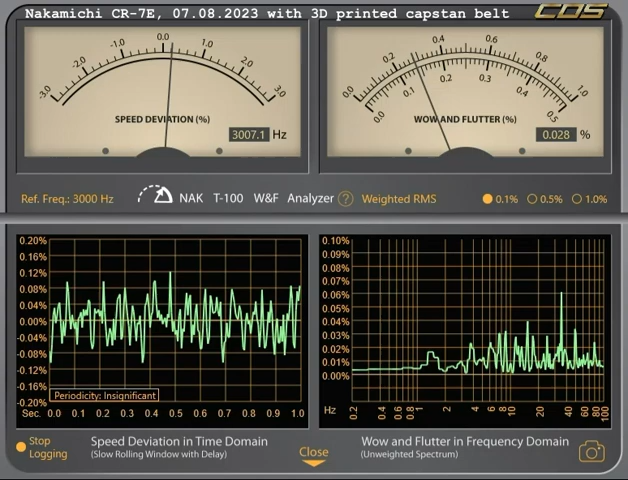 Nakamichi CR-7E, 07.08.2023 with 3D printed capstan belt
CDS
-3.0 -2.0 -1.0 0.0 1.0 2.0 3.0
SPEED DEVIATION (%)
3007.1 Hz
0.0 0.2 0.4 0.6 0.8 1.0
0.0 0.1 0.2 0.3 0.4 0.5
WOW AND FLUTTER (%)
0.028 %
Ref. Freq.: 3000 Hz
NAK T-100 W&F Analyzer ?
Weighted RMS
0.1% 0.5% 1.0%
0.20%
0.16%
0.12%
0.08%
0.04%
0.00%
-0.04%
-0.08%
-0.12%
-0.16%
-0.20%
Periodicity: Insignificant
Sec. 0.0 0.1 0.2 0.3 0.4 0.5 0.6 0.7 0.8 0.9 1.0
0.10%
0.09%
0.08%
0.07%
0.06%
0.05%
0.04%
0.03%
0.02%
0.01%
0.00%
Hz 0.2 0.4 0.6 0.8 1 2 4 6 8 10 20 40 60 80 100
Stop
Logging
Speed Deviation in Time Domain
(Slow Rolling Window with Delay)
Close
Wow and Flutter in Frequency Domain
(Unweighted Spectrum)